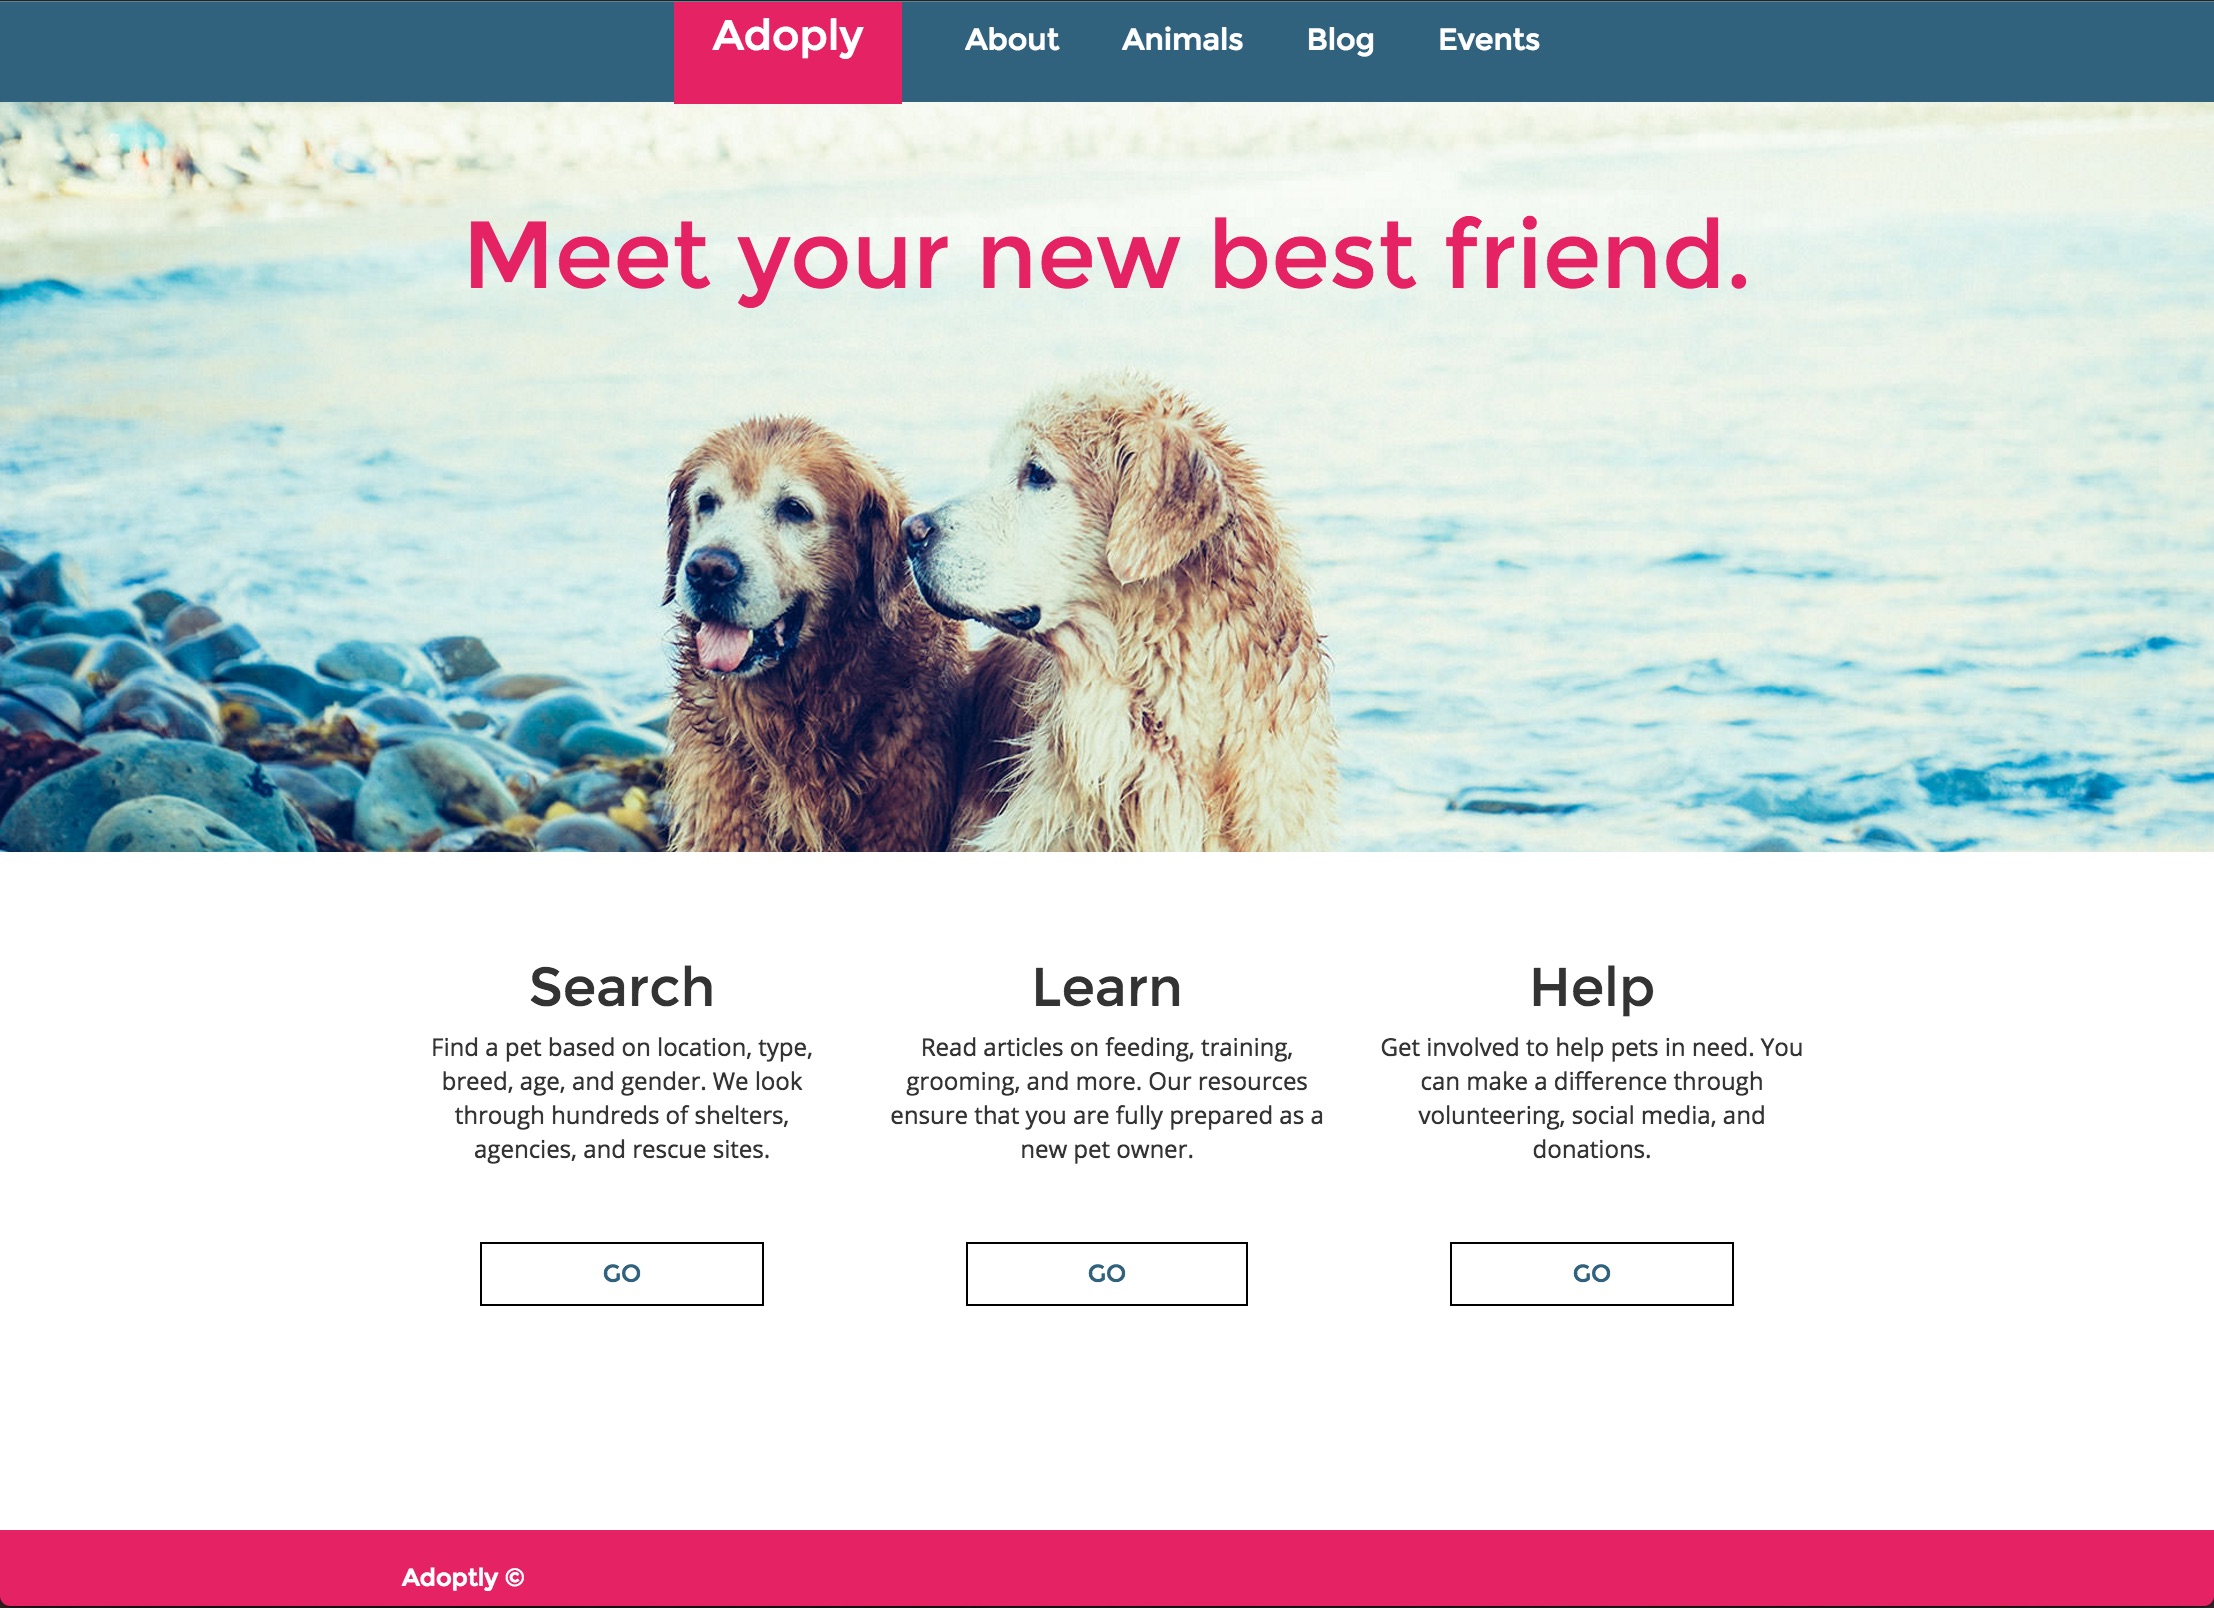 Adoply
About Animals Blog Events
Meet your new best friend.
Search
Find a pet based on location, type,
breed, age, and gender. We look
through hundreds of shelters,
agencies, and rescue sites.
GO
Learn
Read articles on feeding, training,
grooming, and more. Our resources
ensure that you are fully prepared as a
new pet owner.
GO
Help
Get involved to help pets in need. You
can make a difference through
volunteering, social media, and
donations.
GO
Adoptly ©